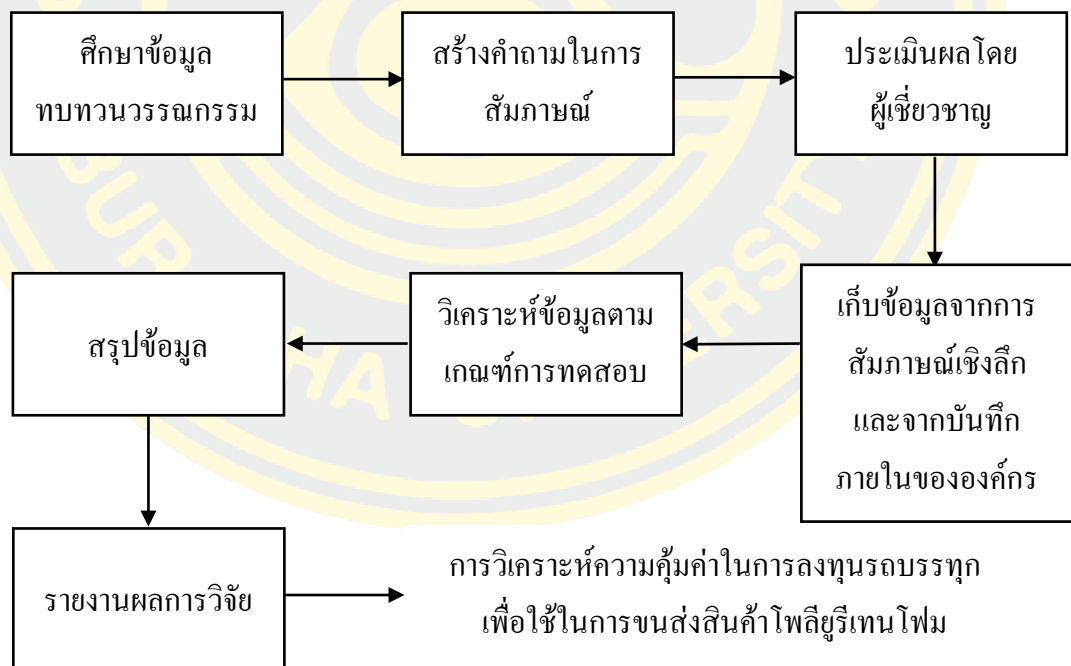 ศึกษาข้อมูล
ทบทวนวรรณกรรม
สร้างคำถามในการ
สัมภาษณ์
ประเมินผลโดย
ผู้เชี่ยวชาญ
เก็บข้อมูลจากการ
สัมภาษณ์เชิงลึก
และจากบันทึก
ภายในขององค์กร
วิเคราะห์ข้อมูลตาม
เกณฑ์การทดสอบ
สรุปข้อมูล
รายงานผลการวิจัย
การวิเคราะห์ความคุ้มค่าในการลงทุนรถบรรทุก
เพื่อใช้ในการขนส่งสินค้าโพลียูรีเทนโฟม